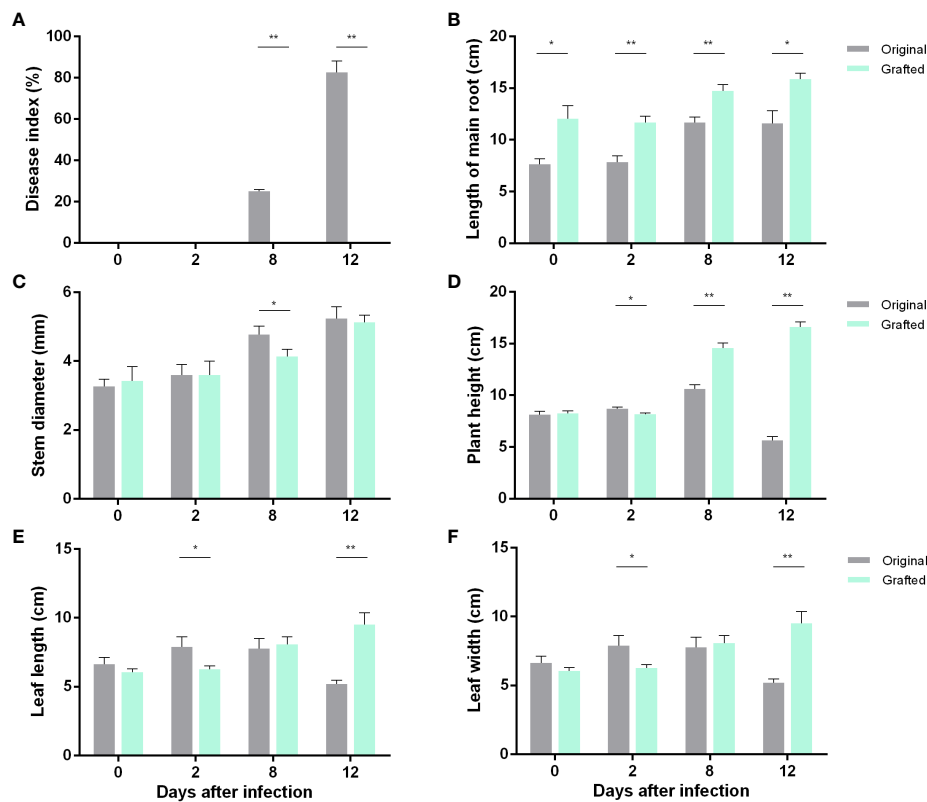 A
Disease index (%)
100
80
60
40
20
0
** **
0 2 8 12
B
Length of main root (cm)
20
15
10
5
0
* ** ** *
0 2 8 12
Original
Grafted
C
Stem diameter (mm)
6
4
2
0
*
0 2 8 12
D
Plant height (cm)
20
15
10
5
0
* ** **
0 2 8 12
Original
Grafted
E
Leaf length (cm)
15
10
5
0
* **
0 2 8 12
Days after infection
F
Leaf width (cm)
15
10
5
0
* **
0 2 8 12
Days after infection
Original
Grafted